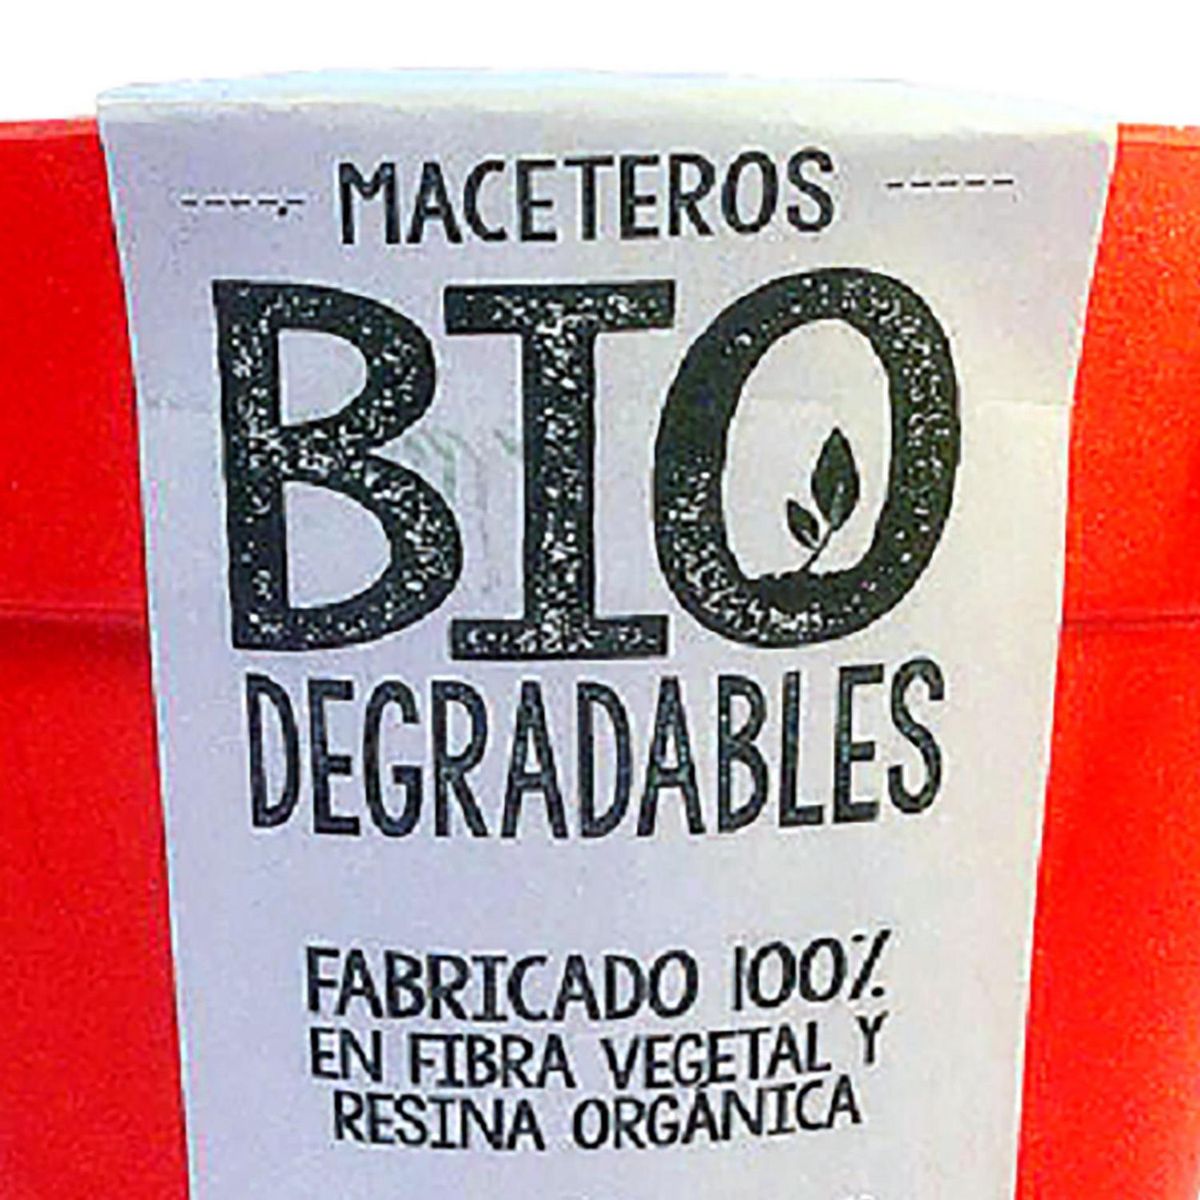 MACETEROS
BIO
DEGRADABLES
FABRICADO 100%
EN FIBRA VEGETAL Y
RESINA ORGÁNICA